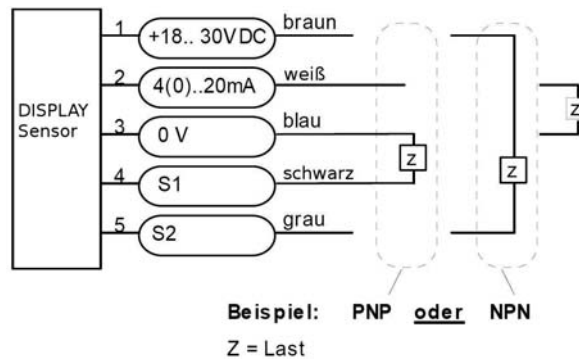 DISPLAY
Sensor
1 +18.. 30VDC braun
2 4(0)..20mA weiß
3 0 V blau
4 S1 schwarz
5 S2 grau
Z
Z
Z
Beispiel: PNP oder NPN
Z = Last